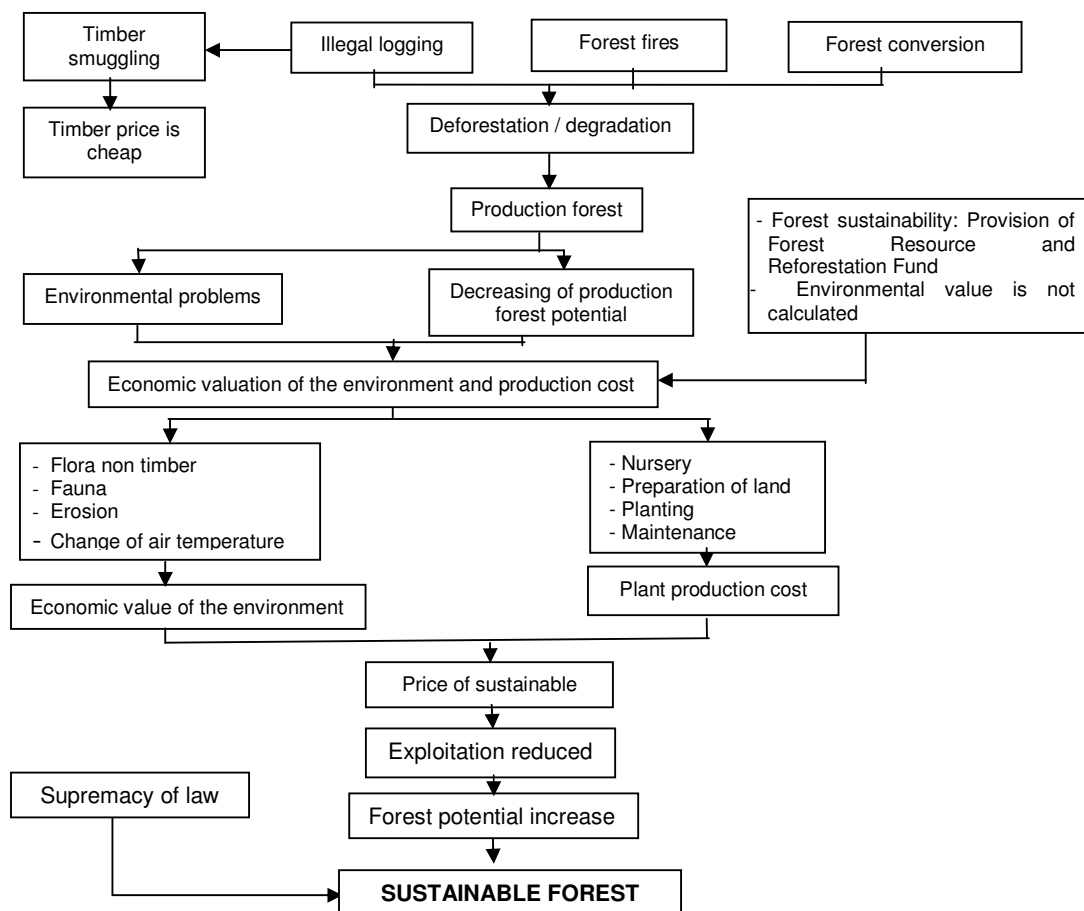 Timber
smuggling
Illegal logging
Forest fires
Forest conversion
Timber price is
cheap
Deforestation / degradation
Production forest
- Forest sustainability: Provision of
Forest Resource and
Reforestation Fund
- Environmental value is not
calculated
Environmental problems
Decreasing of production
forest potential
Economic valuation of the environment and production cost
- Flora non timber
- Fauna
- Erosion
- Change of air temperature
- Nursery
- Preparation of land
- Planting
- Maintenance
Economic value of the environment
Plant production cost
Price of sustainable
Exploitation reduced
Supremacy of law
Forest potential increase
SUSTAINABLE FOREST